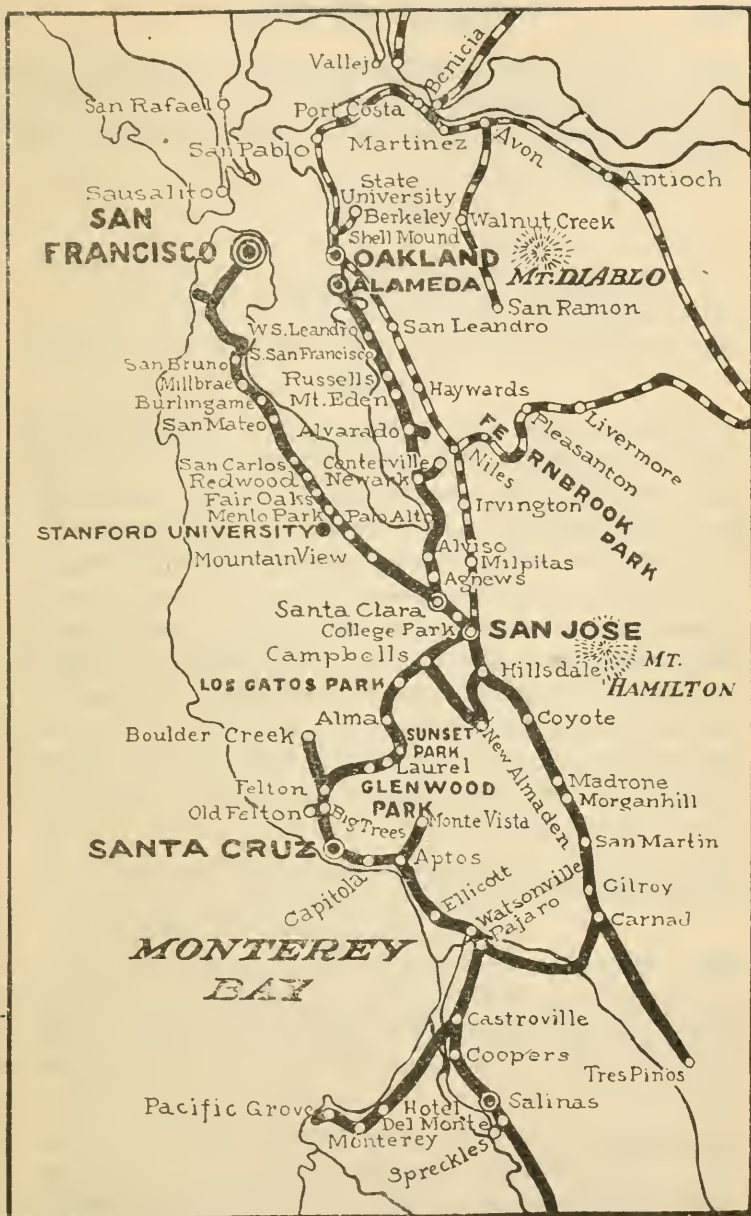 Vallejo
Benicia
San Rafael
Port Costa
San Pablo
Martinez
Avon
Antioch
Sausalito
State
University
Berkeley
Walnut Creek
SAN
FRANCISCO
Shell Mound
OAKLAND
MT. DIABLO
ALAMEDA
San Ramon
W S. Leandro
San Leandro
S. San Francisco
San Bruno
Russells
Millbrae
Haywards
Mt. Eden
Burlingame
San Mateo
Alvarado
Livermore
Pleasanton
FERNBROOK
PARK
Niles
Centerville
San Carlos
Newark
Redwood
Irvington
Fair Oaks
Menlo Park
Palo Alto
STANFORD UNIVERSITY
Mountain View
Alviso
Milpitas
Agnews
Santa Clara
College Park
SAN JOSE
Campbells
Hillsdale
MT.
HAMILTON
LOS GATOS PARK
Alma
Coyote
Boulder Creek
SUNSET
PARK
New Almaden
Laurel
Felton
GLENWOOD
PARK
Madrone
Morganhill
Old Felton
Big Trees
Monte Vista
SANTA CRUZ
San Martin
Aptos
Capitola
Ellicott
Watsonville
Pajaro
Gilroy
Carnad
MONTEREY
BAY
Castroville
Coopers
Tres Pinos
Pacific Grove
Hotel
Del Monte
Salinas
Monterey
Spreckles